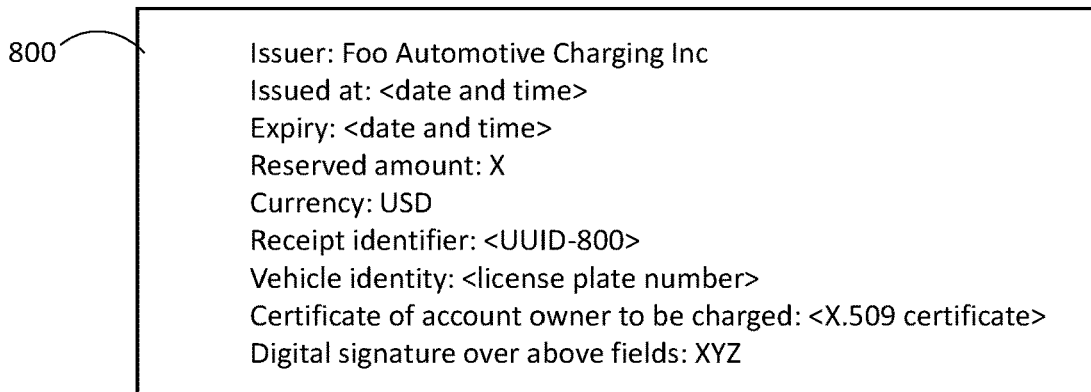 800
Issuer: Foo Automotive Charging Inc
Issued at: <date and time>
Expiry: <date and time>
Reserved amount: X
Currency: USD
Receipt identifier: <UUID-800>
Vehicle identity: <license plate number>
Certificate of account owner to be charged: <X.509 certificate>
Digital signature over above fields: XYZ